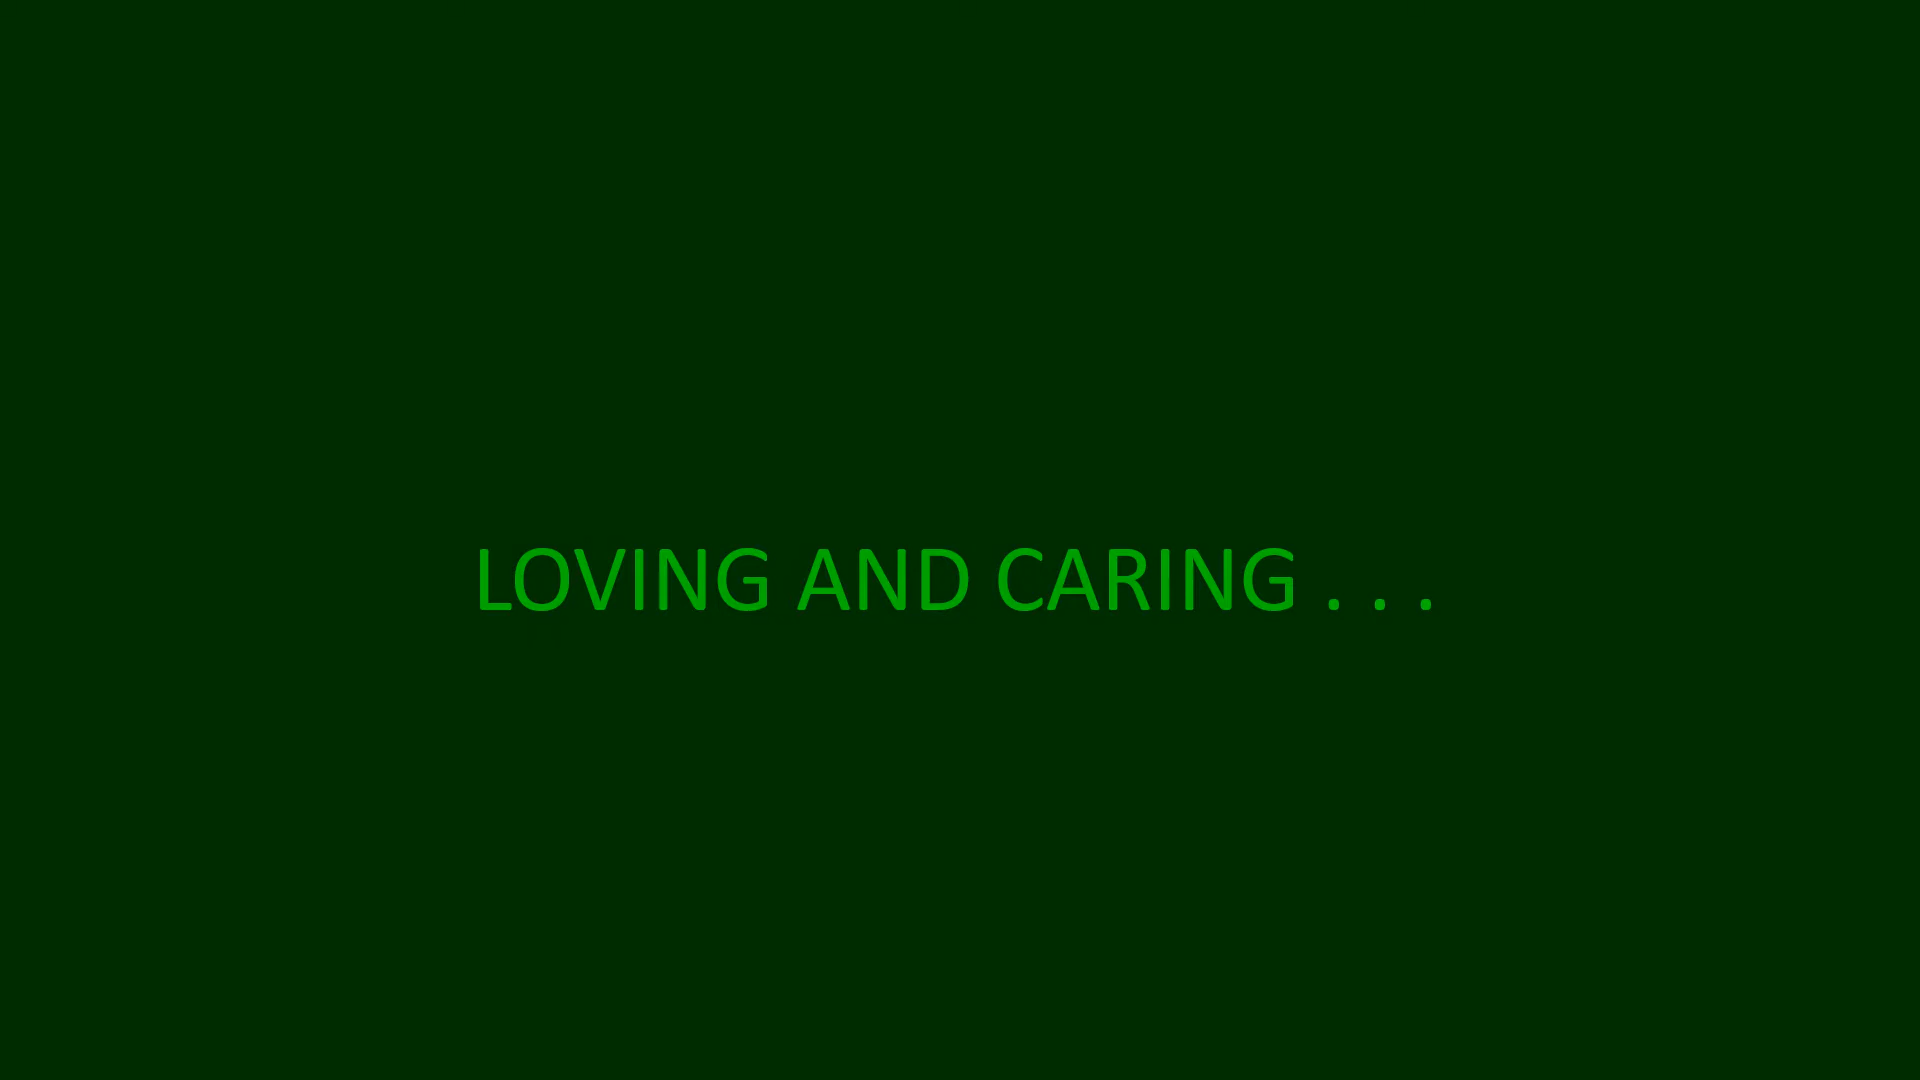 LOVING AND CARING . . .